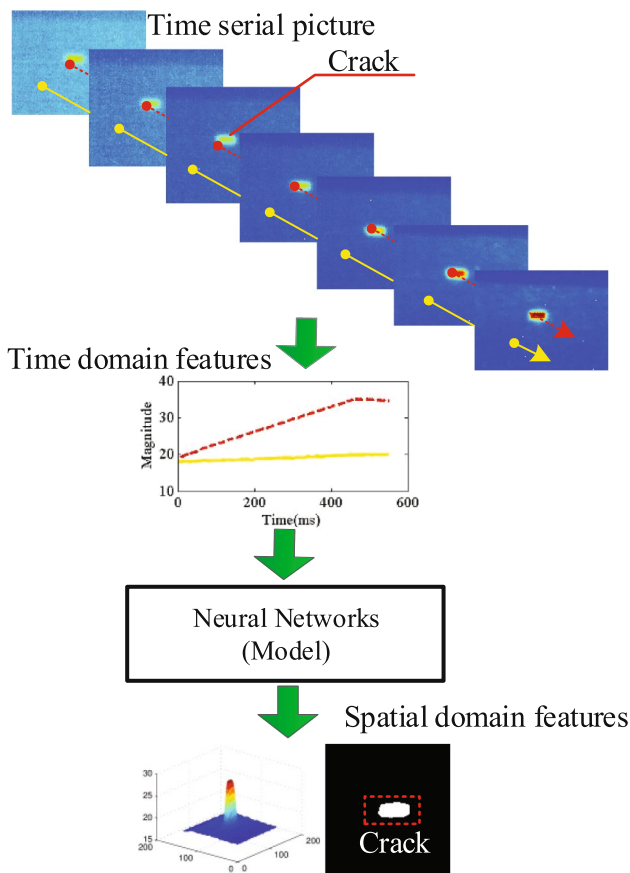 Time serial picture
Crack
Time domain features
40
30
20
10
Magnitude
0 200 400 600
Time(ms)
Neural Networks
(Model)
Spatial domain features
30
25
20
15
200
100
0
0
100
200
Crack